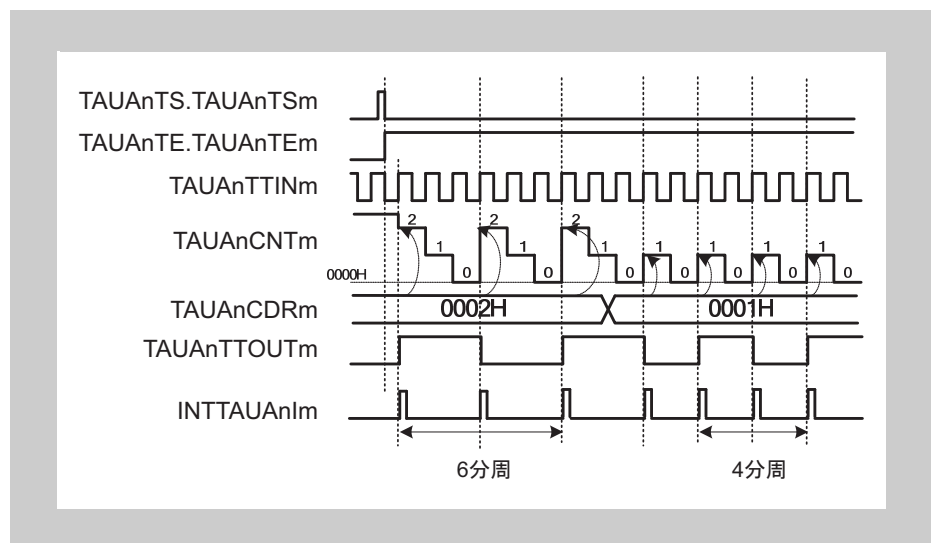 TAUAnTS.TAUAnTSm
TAUAnTE.TAUAnTEm
TAUAnTTINm
TAUAnCNTm
2 2 2
1 1 1 1 1 1 1
0000H 0 0 0 0 0 0 0
TAUAnCDRm 0002H 0001H
TAUAnTTOUTm
INTTAUAnIm
6分周 4分周